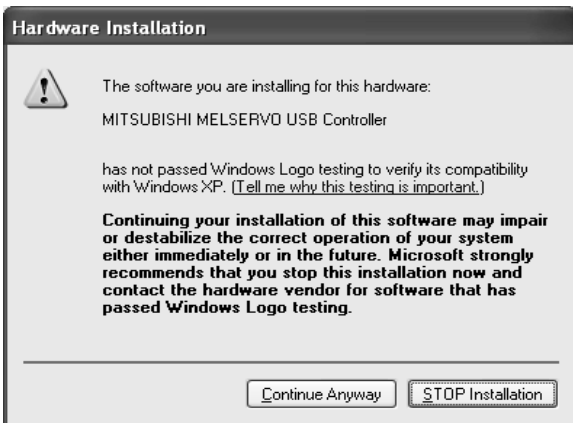 Hardware Installation
The software you are installing for this hardware:
MITSUBISHI MELSERVO USB Controller
has not passed Windows Logo testing to verify its compatibility
with Windows XP. (Tell me why this testing is important.)
Continuing your installation of this software may impair
or destabilize the correct operation of your system
either immediately or in the future. Microsoft strongly
recommends that you stop this installation now and
contact the hardware vendor for software that has
passed Windows Logo testing.
Continue Anyway STOP Installation